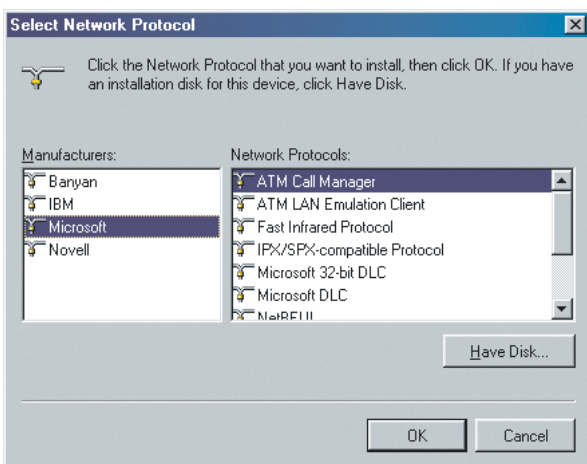 Select Network Protocol
Click the Network Protocol that you want to install, then click OK. If you have
an installation disk for this device, click Have Disk.
Manufacturers:
Banyan
IBM
Microsoft
Novell
Network Protocols:
ATM Call Manager
ATM LAN Emulation Client
Fast Infrared Protocol
IPX/SPX-compatible Protocol
Microsoft 32-bit DLC
Microsoft DLC
NetBEUI
Have Disk...
OK
Cancel